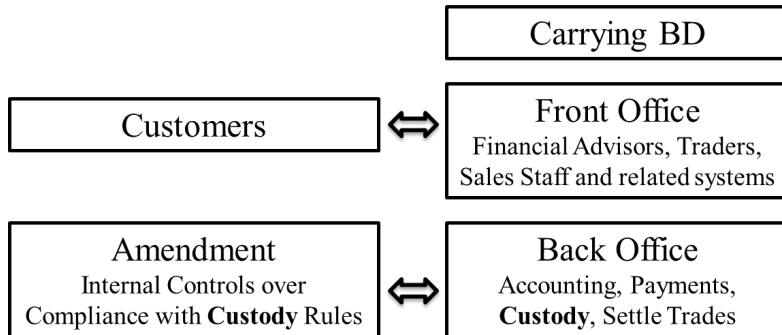 Carrying BD
Customers
Front Office
Financial Advisors, Traders,
Sales Staff and related systems
Amendment
Internal Controls over
Compliance with Custody Rules
Back Office
Accounting, Payments,
Custody, Settle Trades